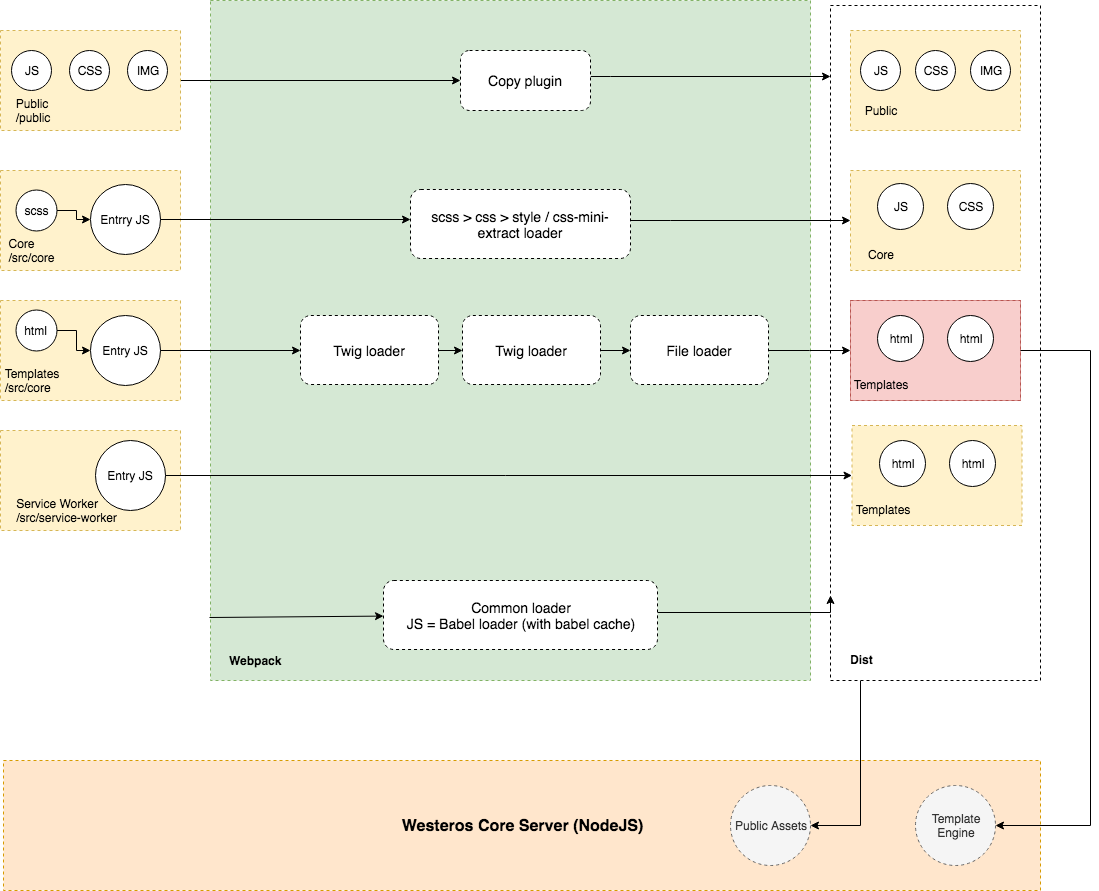 JS
CSS
IMG
Public
/public
Copy plugin
JS
CSS
IMG
Public
scss
Entrry JS
Core
/src/core
scss > css > style / css-mini-
extract loader
JS
CSS
Core
html
Entry JS
Templates
/src/core
Twig loader
Twig loader
File loader
html
html
Templates
Entry JS
Service Worker
/src/service-worker
html
html
Templates
Common loader
JS = Babel loader (with babel cache)
Webpack
Dist
Westeros Core Server (NodeJS)
Public Assets
Template
Engine